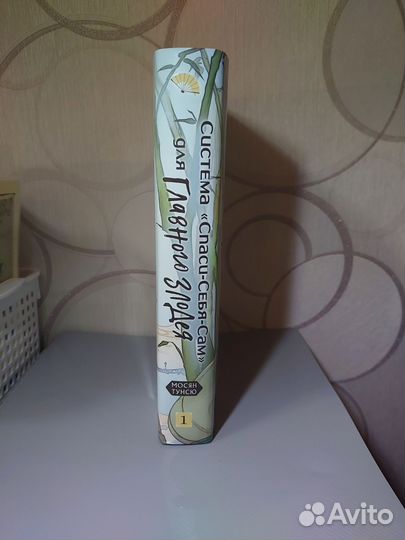 Система «Спаси-Себя-Сам»
для Главного Злодея
МОСЯН
ТУНСЮ
1
Avito